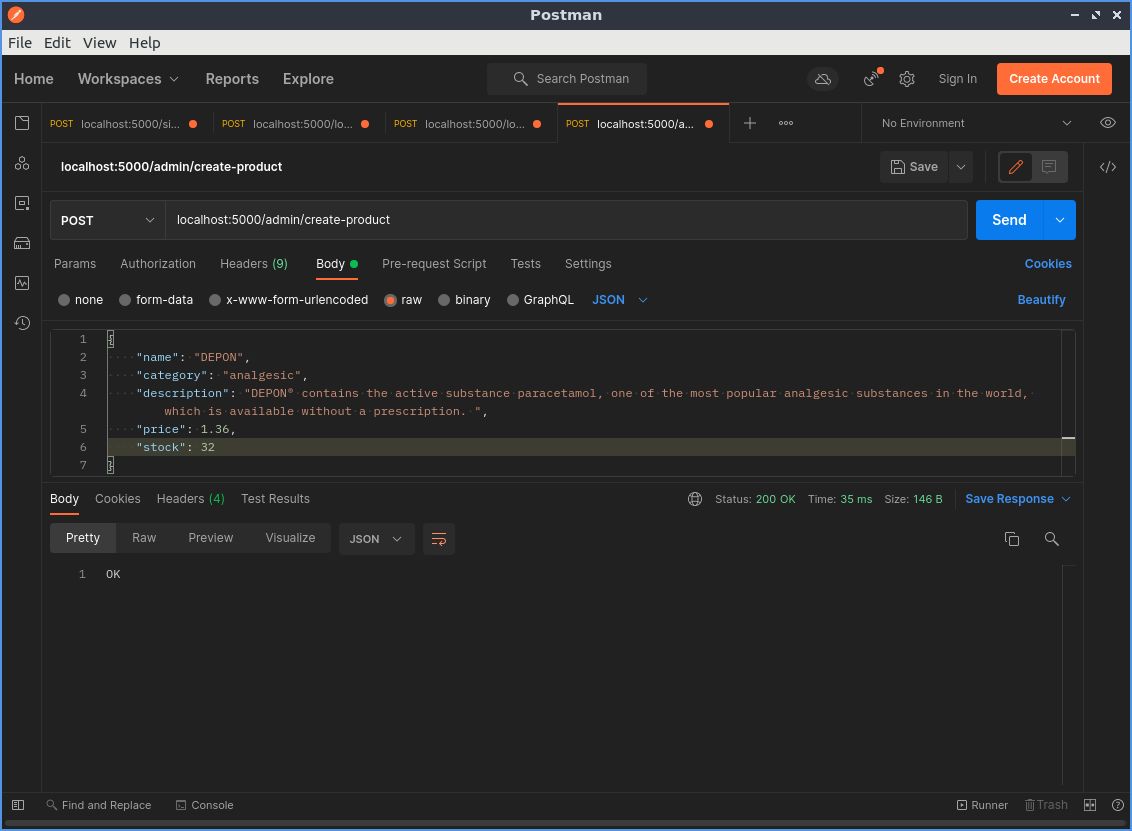 Postman
File Edit View Help
Home Workspaces Reports Explore Search Postman Sign In Create Account
POST localhost:5000/si... POST localhost:5000/lo... POST localhost:5000/lo... POST localhost:5000/a... No Environment
localhost:5000/admin/create-product Save
POST localhost:5000/admin/create-product Send
Params Authorization Headers (9) Body Pre-request Script Tests Settings Cookies
none form-data x-www-form-urlencoded raw binary GraphQL JSON Beautify
1 {
2 "name": "DEPON",
3 "category": "analgesic",
4 "description": "DEPON® contains the active substance paracetamol, one of the most popular analgesic substances in the world,
which is available without a prescription. ",
5 "price": 1.36,
6 "stock": 32
7 }
Body Cookies Headers (4) Test Results Status: 200 OK Time: 35 ms Size: 146 B Save Response
Pretty Raw Preview Visualize JSON
1 OK
Find and Replace Console Runner Trash